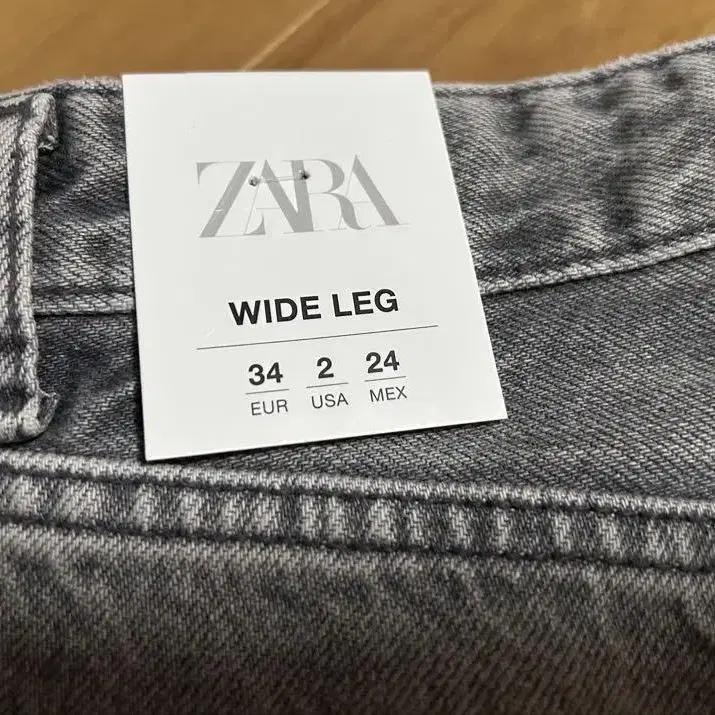 ZARA
WIDE LEG
34 2 24
EUR USA MEX